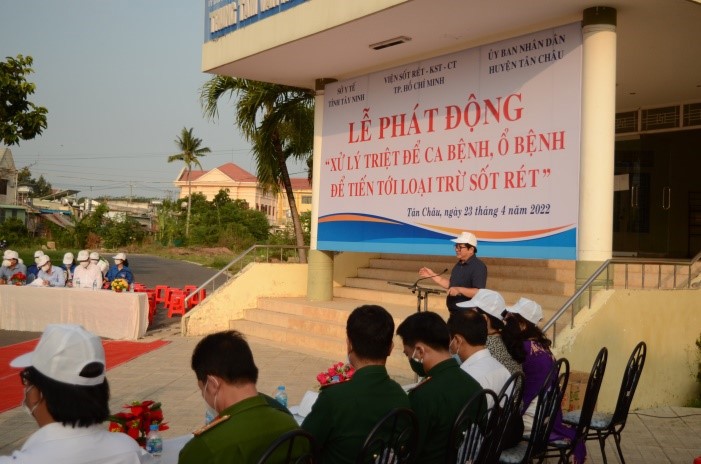 SỞ Y TẾ
TỈNH TÂY NINH
VIỆN SỐT RÉT - KST - CT
TP. HỒ CHÍ MINH
ỦY BAN NHÂN DÂN
HUYỆN TÂN CHÂU
LỄ PHÁT ĐỘNG
"XỬ LÝ TRIỆT ĐỂ CA BỆNH, Ổ BỆNH
ĐỂ TIẾN TỚI LOẠI TRỪ SỐT RÉT"
Tân Châu, ngày 23 tháng 4 năm 2022